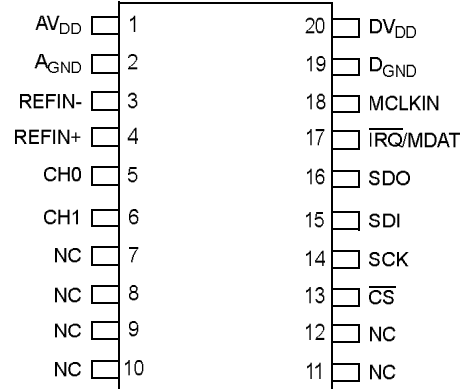 AVDD 1 20 DVDD
AGND 2 19 DGND
REFIN- 3 18 MCLKIN
REFIN+ 4 17 IRQ/MDAT
CH0 5 16 SDO
CH1 6 15 SDI
NC 7 14 SCK
NC 8 13 CS
NC 9 12 NC
NC 10 11 NC